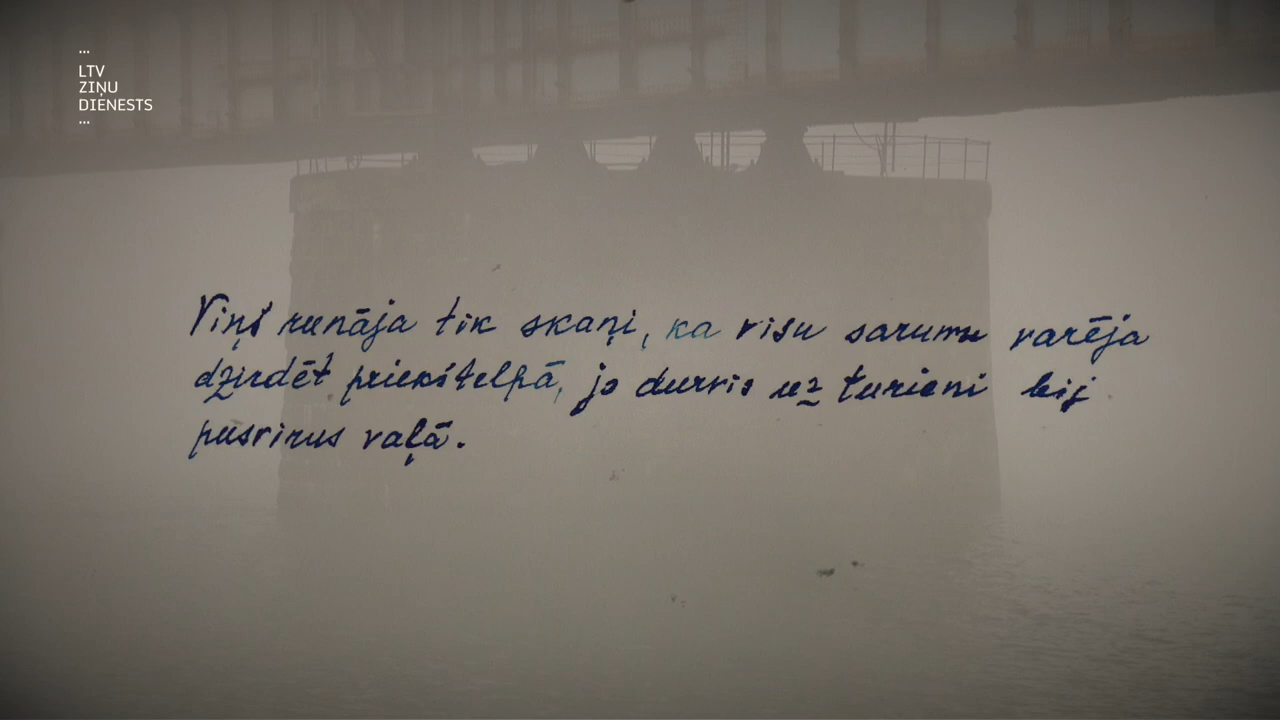 ...
LTV
ZIŅU
DIENESTS
...
Viņš runāja tik skaņi, ka visu sarunu varēja
dzirdēt priekštelpā, jo durvis uz turieni bij
pusvirus vaļā.